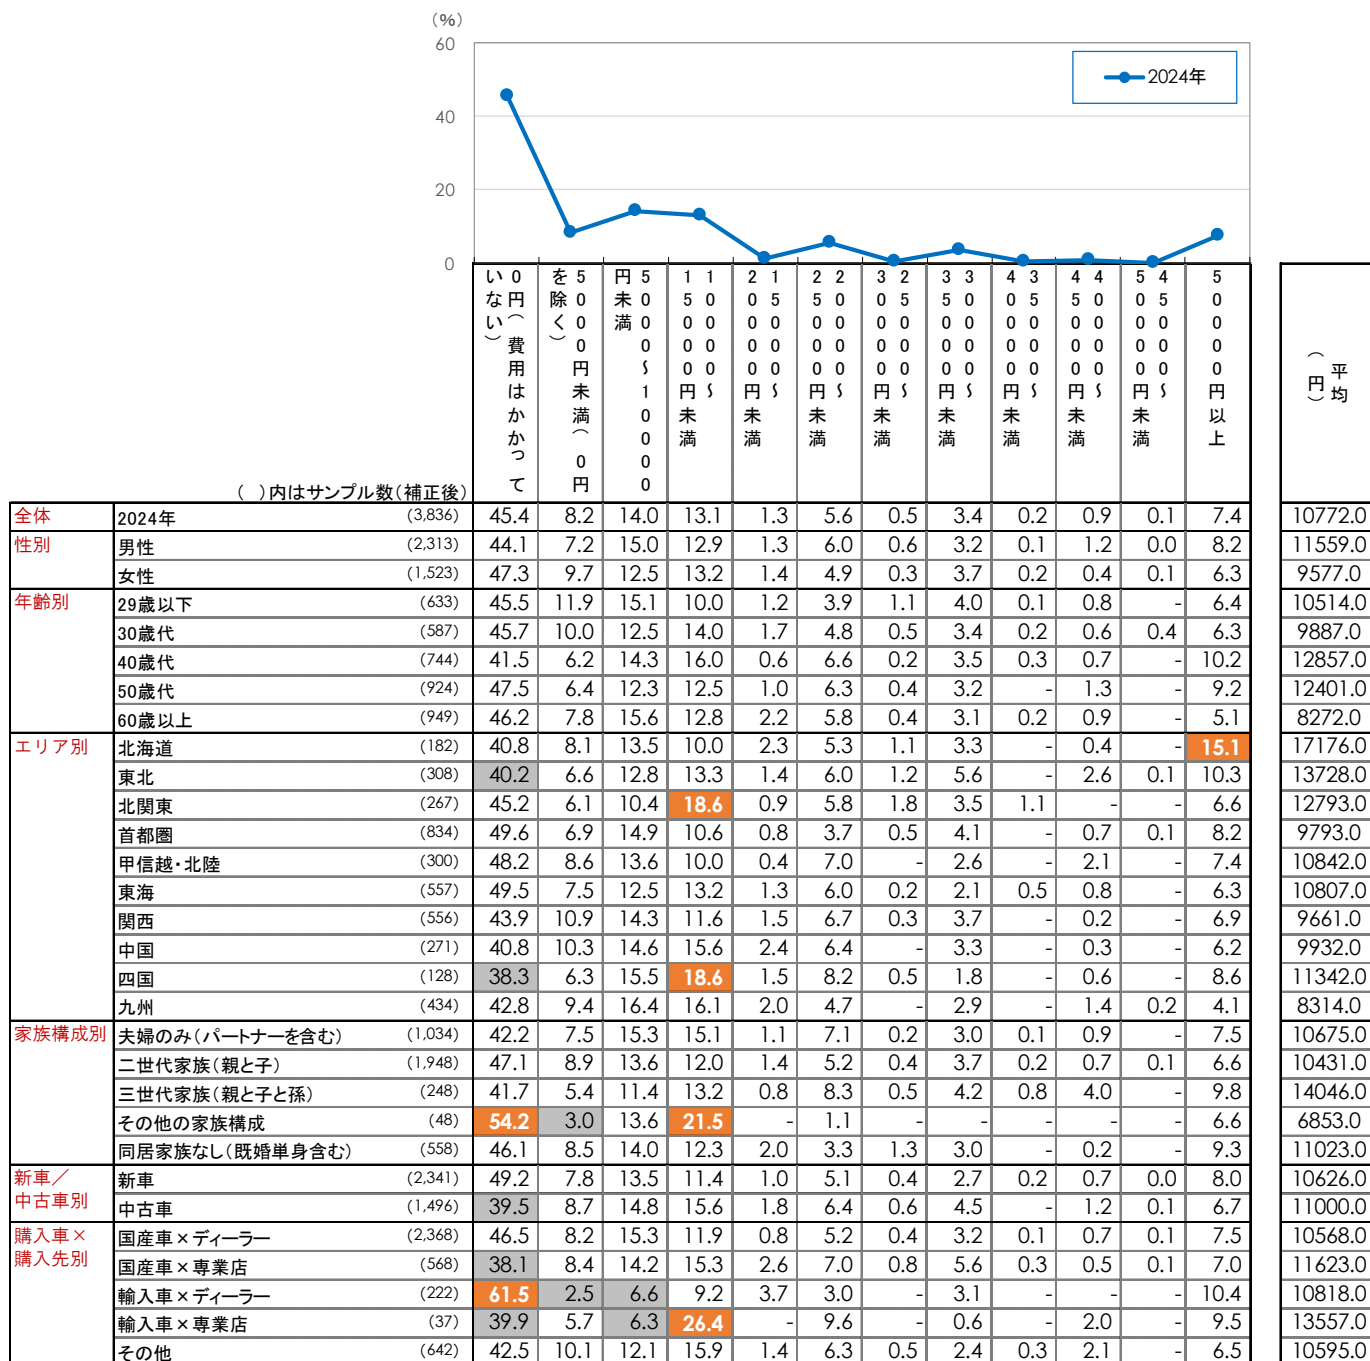 (%)
60
40
20
0
2024年
0円（費用はかかっていない）
5000円未満（0円を除く）
5000～10000円未満
10000～15000円未満
15000～20000円未満
20000～25000円未満
25000～30000円未満
30000～35000円未満
35000～40000円未満
40000～45000円未満
45000～50000円未満
50000円以上
平均（円）
（ ）内はサンプル数（補正後）
全体 2024年 (3,836) 45.4 8.2 14.0 13.1 1.3 5.6 0.5 3.4 0.2 0.9 0.1 7.4 10772.0
性別 男性 (2,313) 44.1 7.2 15.0 12.9 1.3 6.0 0.6 3.2 0.1 1.2 0.0 8.2 11559.0
女性 (1,523) 47.3 9.7 12.5 13.2 1.4 4.9 0.3 3.7 0.2 0.4 0.1 6.3 9577.0
年齢別 29歳以下 (633) 45.5 11.9 15.1 10.0 1.2 3.9 1.1 4.0 0.1 0.8 - 6.4 10514.0
30歳代 (587) 45.7 10.0 12.5 14.0 1.7 4.8 0.5 3.4 0.2 0.6 0.4 6.3 9887.0
40歳代 (744) 41.5 6.2 14.3 16.0 0.6 6.6 0.2 3.5 0.3 0.7 - 10.2 12857.0
50歳代 (924) 47.5 6.4 12.3 12.5 1.0 6.3 0.4 3.2 - 1.3 - 9.2 12401.0
60歳以上 (949) 46.2 7.8 15.6 12.8 2.2 5.8 0.4 3.1 0.2 0.9 - 5.1 8272.0
エリア別 北海道 (182) 40.8 8.1 13.5 10.0 2.3 5.3 1.1 3.3 - 0.4 - 15.1 17176.0
東北 (308) 40.2 6.6 12.8 13.3 1.4 6.0 1.2 5.6 - 2.6 0.1 10.3 13728.0
北関東 (267) 45.2 6.1 10.4 18.6 0.9 5.8 1.8 3.5 1.1 - - 6.6 12793.0
首都圏 (834) 49.6 6.9 14.9 10.6 0.8 3.7 0.5 4.1 - 0.7 0.1 8.2 9793.0
甲信越・北陸 (300) 48.2 8.6 13.6 10.0 0.4 7.0 - 2.6 - 2.1 - 7.4 10842.0
東海 (557) 49.5 7.5 12.5 13.2 1.3 6.0 0.2 2.1 0.5 0.8 - 6.3 10807.0
関西 (556) 43.9 10.9 14.3 11.6 1.5 6.7 0.3 3.7 - 0.2 - 6.9 9661.0
中国 (271) 40.8 10.3 14.6 15.6 2.4 6.4 - 3.3 - 0.3 - 6.2 9932.0
四国 (128) 38.3 6.3 15.5 18.6 1.5 8.2 0.5 1.8 - 0.6 - 8.6 11342.0
九州 (434) 42.8 9.4 16.4 16.1 2.0 4.7 - 2.9 - 1.4 0.2 4.1 8314.0
家族構成別 夫婦のみ（パートナーを含む） (1,034) 42.2 7.5 15.3 15.1 1.1 7.1 0.2 3.0 0.1 0.9 - 7.5 10675.0
二世代家族（親と子） (1,948) 47.1 8.9 13.6 12.0 1.4 5.2 0.4 3.7 0.2 0.7 0.1 6.6 10431.0
三世代家族（親と子と孫） (248) 41.7 5.4 11.4 13.2 0.8 8.3 0.5 4.2 0.8 4.0 - 9.8 14046.0
その他の家族構成 (48) 54.2 3.0 13.6 21.5 - 1.1 - - - - - 6.6 6853.0
同居家族なし（既婚単身含む） (558) 46.1 8.5 14.0 12.3 2.0 3.3 1.3 3.0 - 0.2 - 9.3 11023.0
新車／中古車別 新車 (2,341) 49.2 7.8 13.5 11.4 1.0 5.1 0.4 2.7 0.2 0.7 0.0 8.0 10626.0
中古車 (1,496) 39.5 8.7 14.8 15.6 1.8 6.4 0.6 4.5 - 1.2 0.1 6.7 11000.0
購入車×購入先別 国産車×ディーラー (2,368) 46.5 8.2 15.3 11.9 0.8 5.2 0.4 3.2 0.1 0.7 0.1 7.5 10568.0
国産車×専業店 (568) 38.1 8.4 14.2 15.3 2.6 7.0 0.8 5.6 0.3 0.5 0.1 7.0 11623.0
輸入車×ディーラー (222) 61.5 2.5 6.6 9.2 3.7 3.0 - 3.1 - - - 10.4 10818.0
輸入車×専業店 (37) 39.9 5.7 6.3 26.4 - 9.6 - 0.6 - 2.0 - 9.5 13557.0
その他 (642) 42.5 10.1 12.1 15.9 1.4 6.3 0.5 2.4 0.3 2.1 - 6.5 10595.0